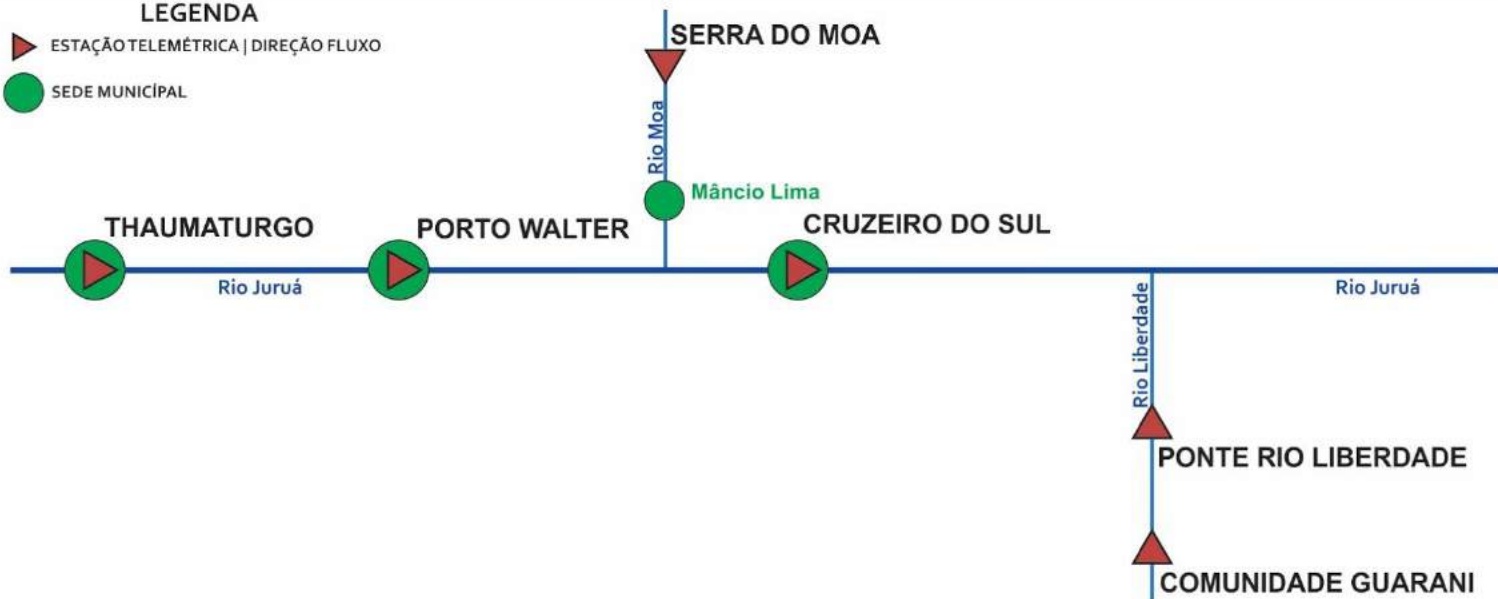 LEGENDA
ESTAÇÃO TELEMÉTRICA | DIREÇÃO FLUXO
SEDE MUNICÍPAL
SERRA DO MOA
Rio Moa
Mâncio Lima
THAUMATURGO
PORTO WALTER
CRUZEIRO DO SUL
Rio Juruá
Rio Juruá
Rio Liberdade
PONTE RIO LIBERDADE
COMUNIDADE GUARANI